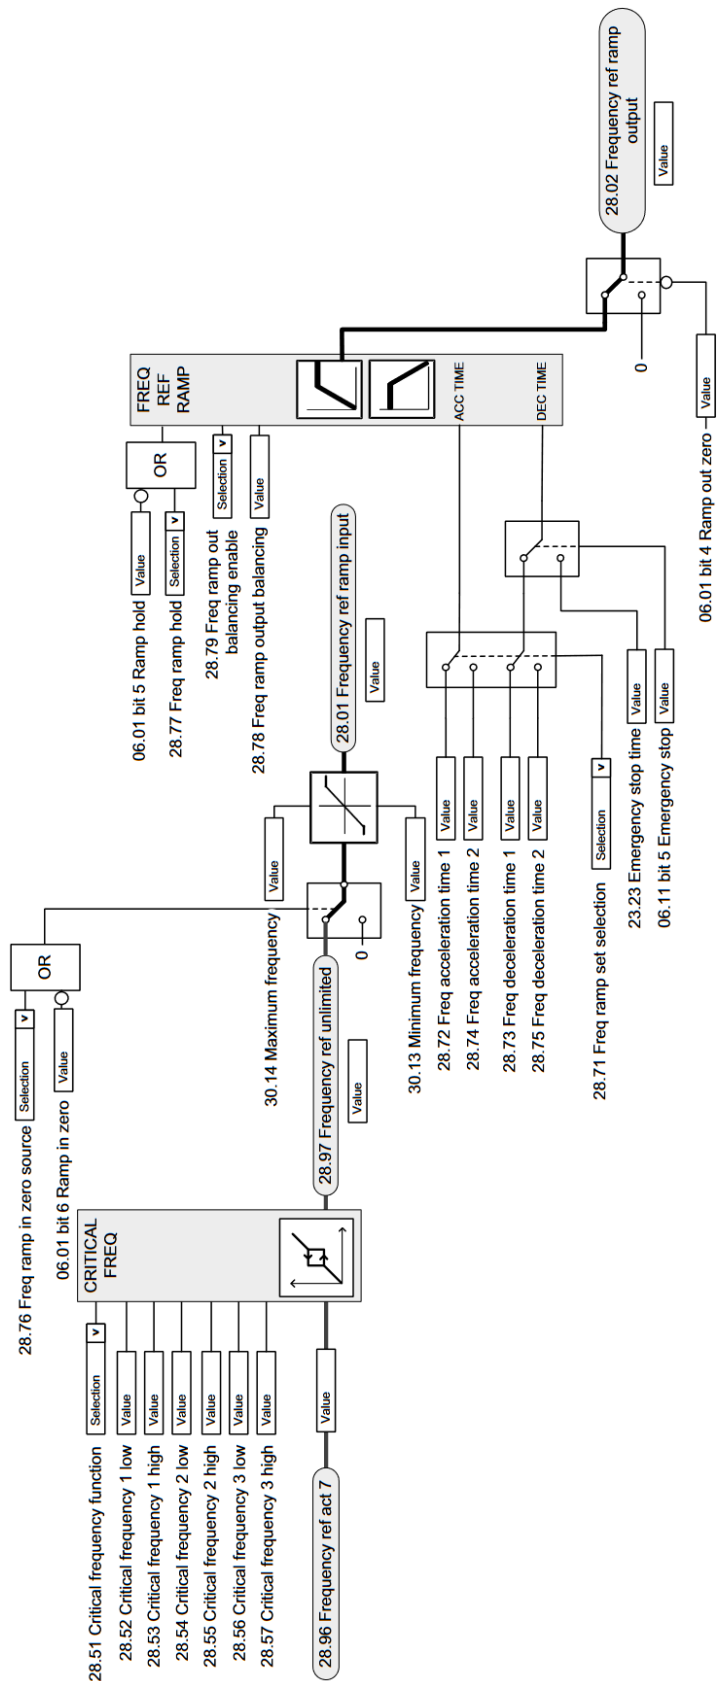 28.76 Freq ramp in zero source
Selection
v
06.01 bit 6 Ramp in zero
Value
OR
28.51 Critical frequency function
Selection
v
28.52 Critical frequency 1 low
Value
28.53 Critical frequency 1 high
Value
28.54 Critical frequency 2 low
Value
28.55 Critical frequency 2 high
Value
28.56 Critical frequency 3 low
Value
28.57 Critical frequency 3 high
Value
28.96 Frequency ref act 7
Value
CRITICAL
FREQ
28.97 Frequency ref unlimited
Value
0
30.14 Maximum frequency
Value
30.13 Minimum frequency
Value
28.01 Frequency ref ramp input
Value
06.01 bit 5 Ramp hold
Value
28.77 Freq ramp hold
Selection
v
OR
28.79 Freq ramp out
balancing enable
Selection
v
28.78 Freq ramp output balancing
Value
FREQ
REF
RAMP
ACC TIME
DEC TIME
28.72 Freq acceleration time 1
Value
28.74 Freq acceleration time 2
Value
28.73 Freq deceleration time 1
Value
28.75 Freq deceleration time 2
Value
28.71 Freq ramp set selection
Selection
v
23.23 Emergency stop time
Value
06.11 bit 5 Emergency stop
Value
06.01 bit 4 Ramp out zero
Value
0
28.02 Frequency ref ramp
output
Value